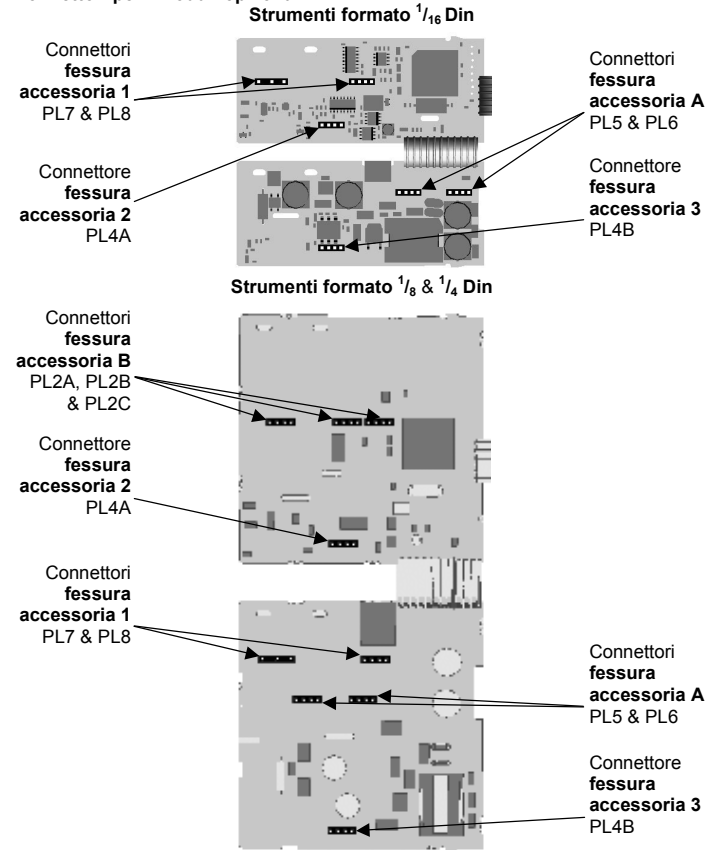 Strumenti formato 1/16 Din
Connettori
fessura
accessoria 1
PL7 & PL8
Connettori
fessura
accessoria A
PL5 & PL6
Connettore
fessura
accessoria 2
PL4A
Connettore
fessura
accessoria 3
PL4B
Strumenti formato 1/8 & 1/4 Din
Connettori
fessura
accessoria B
PL2A, PL2B
& PL2C
Connettore
fessura
accessoria 2
PL4A
Connettori
fessura
accessoria 1
PL7 & PL8
Connettori
fessura
accessoria A
PL5 & PL6
Connettore
fessura
accessoria 3
PL4B